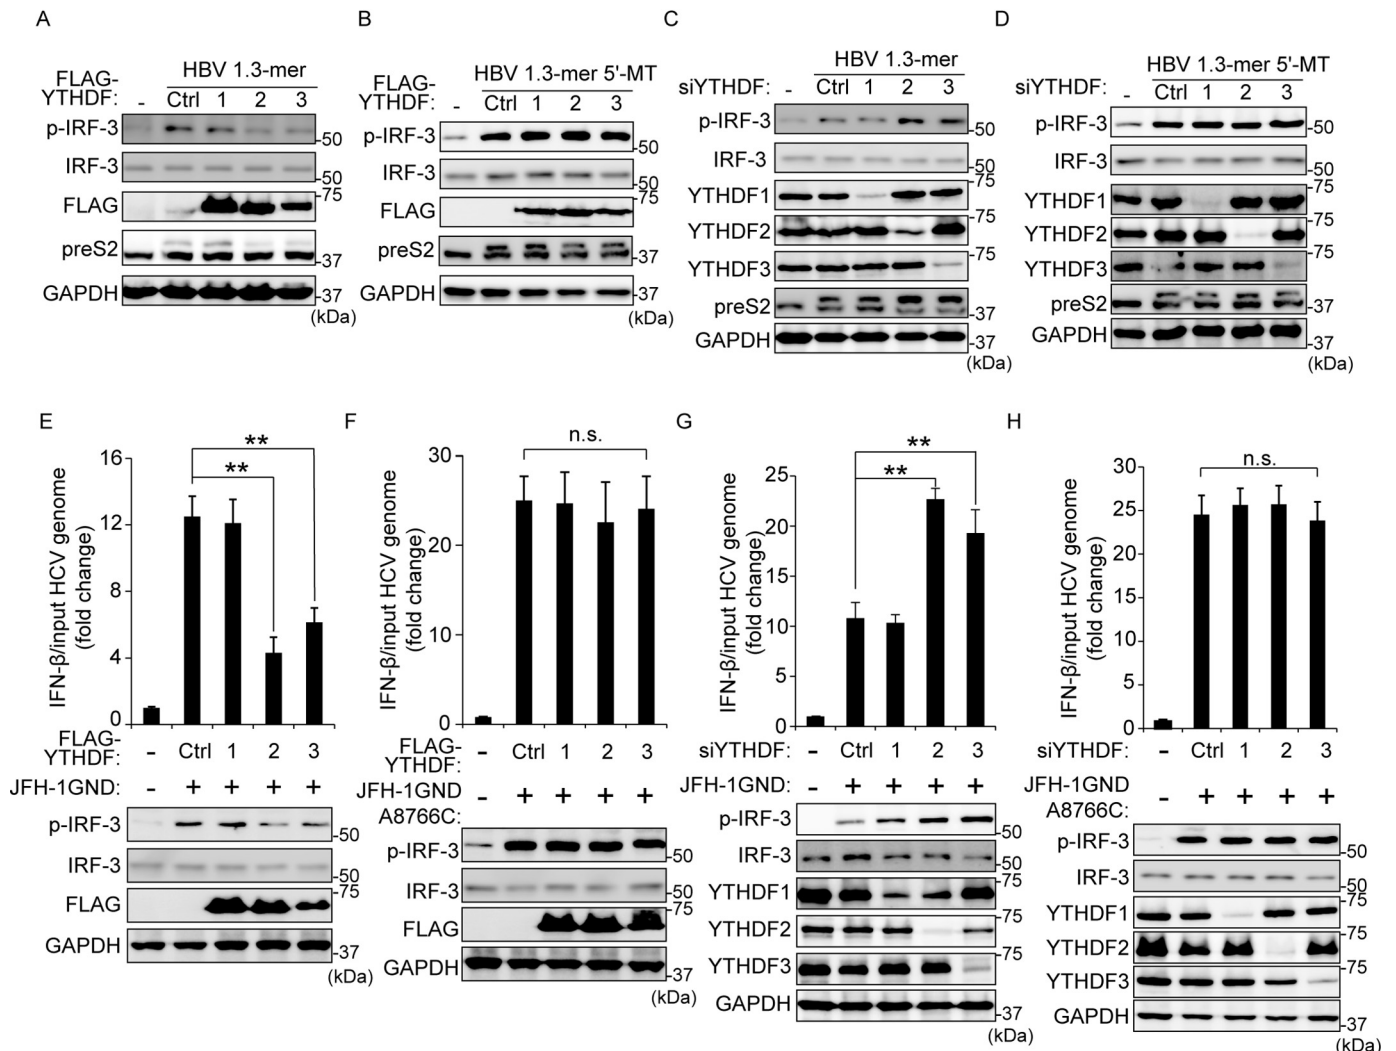 A
HBV 1.3-mer
FLAG-
YTHDF:
- Ctrl 1 2 3
p-IRF-3
-50
IRF-3
-50
-75
FLAG
preS2
-37
GAPDH
-37
(kDa)
B
HBV 1.3-mer 5'-MT
FLAG-
YTHDF:
- Ctrl 1 2 3
p-IRF-3
-50
IRF-3
-50
-75
FLAG
preS2
-37
GAPDH
-37
(kDa)
C
HBV 1.3-mer
siYTHDF:
- Ctrl 1 2 3
p-IRF-3
-50
IRF-3
-50
-75
YTHDF1
-75
YTHDF2
-75
YTHDF3
preS2
-37
GAPDH
-37
(kDa)
D
HBV 1.3-mer 5'-MT
siYTHDF:
- Ctrl 1 2 3
p-IRF-3
-50
IRF-3
-50
-75
YTHDF1
-75
YTHDF2
-75
YTHDF3
preS2
-37
GAPDH
-37
(kDa)
E
IFN-β/input HCV genome
(fold change)
16
12
8
4
0
**
**
FLAG-
YTHDF:
- Ctrl 1 2 3
JFH-1GND: - + + + +
p-IRF-3
-50
IRF-3
-50
-75
FLAG
GAPDH
-37
(kDa)
F
IFN-β/input HCV genome
(fold change)
30
20
10
0
n.s.
FLAG-
YTHDF:
- Ctrl 1 2 3
JFH-1GND
A8766C:
- + + + +
p-IRF-3
-50
IRF-3
-50
-75
FLAG
GAPDH
-37
(kDa)
G
IFN-β/input HCV genome
(fold change)
25
20
15
10
5
0
**
**
siYTHDF: - Ctrl 1 2 3
JFH-1GND: - + + + +
p-IRF-3
-50
IRF-3
-50
-75
YTHDF1
-75
YTHDF2
-75
YTHDF3
GAPDH
-37
(kDa)
H
IFN-β/input HCV genome
(fold change)
30
25
20
15
10
5
0
n.s.
siYTHDF: - Ctrl 1 2 3
JFH-1GND
A8766C:
- + + + +
p-IRF-3
-50
IRF-3
-50
-75
YTHDF1
-75
YTHDF2
-75
YTHDF3
GAPDH
-37
(kDa)